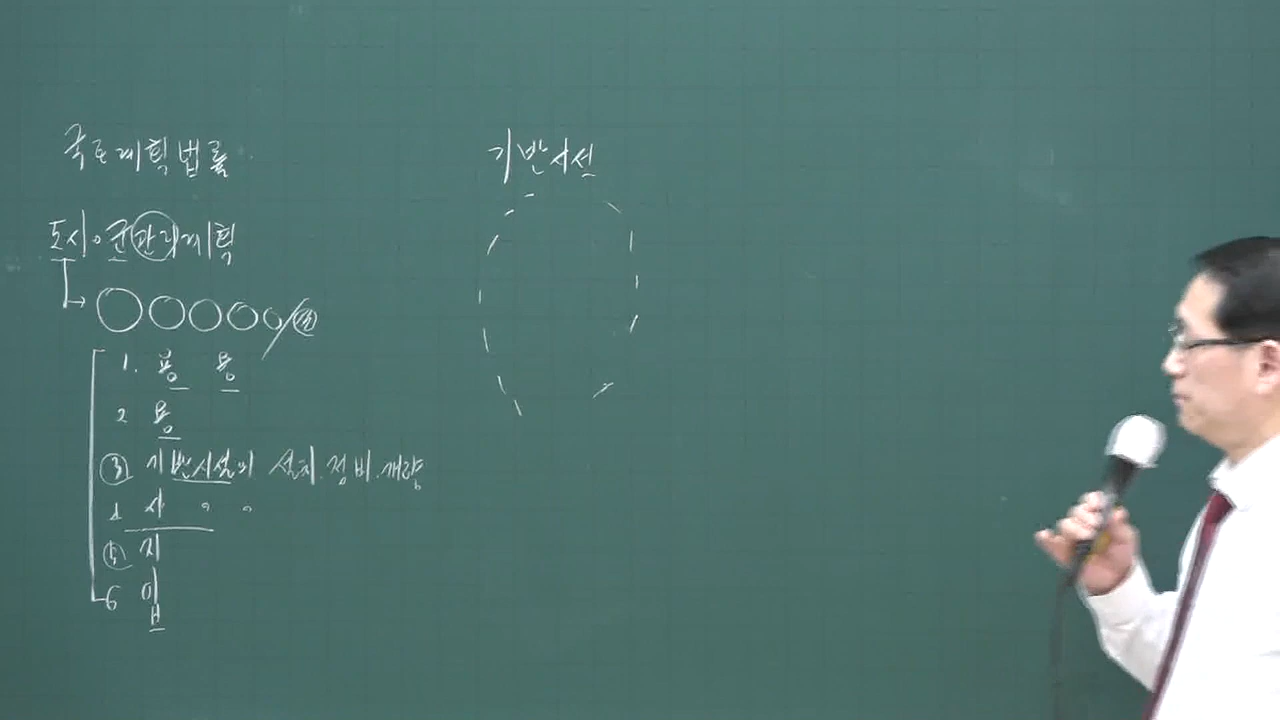 국토계획법률
기반시설
도시·군관리계획
1. 용 용
2 용
③ 기반시설의 설치.정비.개량
4 사 〃 〃
⑤ 지
6 입